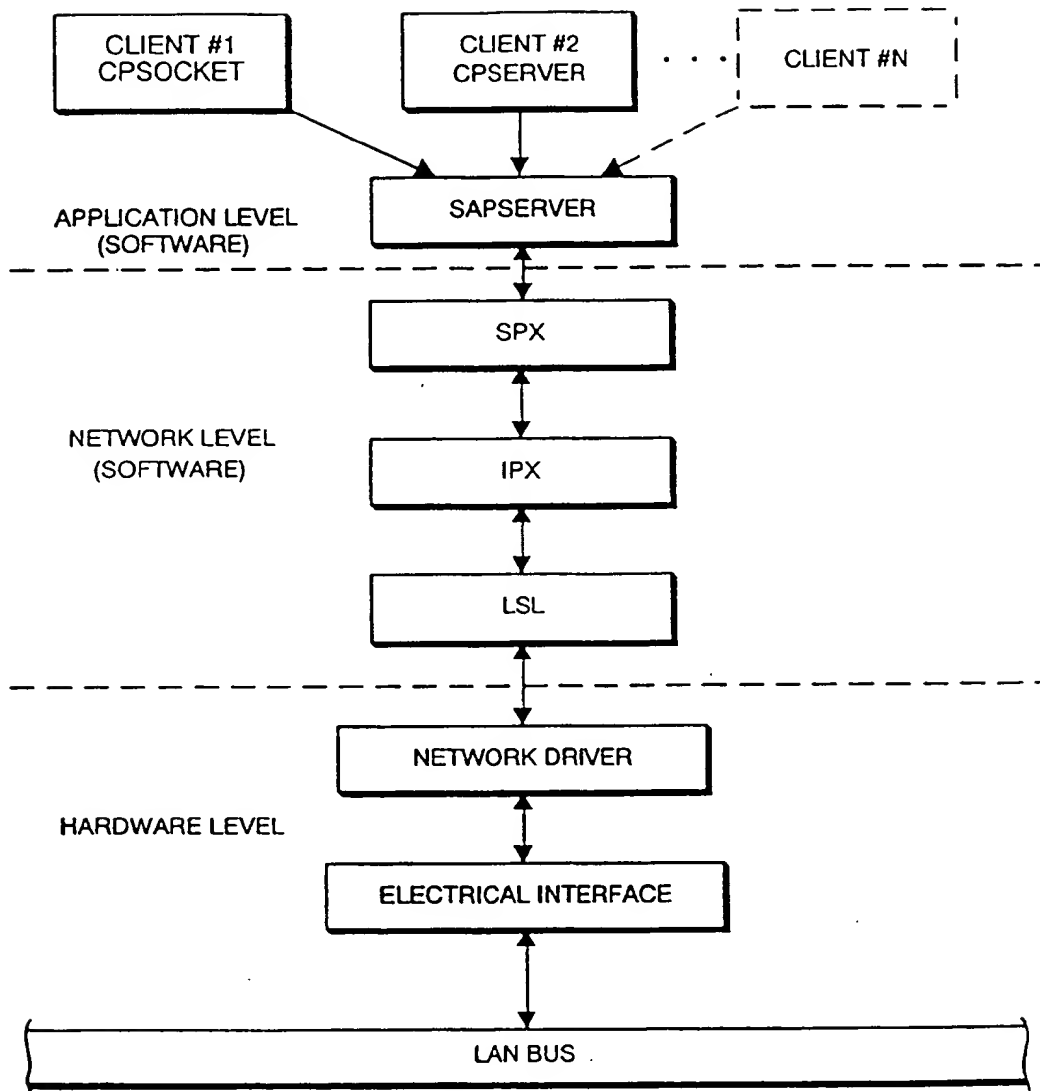 CLIENT #1
CPSOCKET
CLIENT #2
CPSERVER
. . . .
CLIENT #N
SAPSERVER
APPLICATION LEVEL
(SOFTWARE)
SPX
NETWORK LEVEL
(SOFTWARE)
IPX
LSL
NETWORK DRIVER
HARDWARE LEVEL
ELECTRICAL INTERFACE
LAN BUS